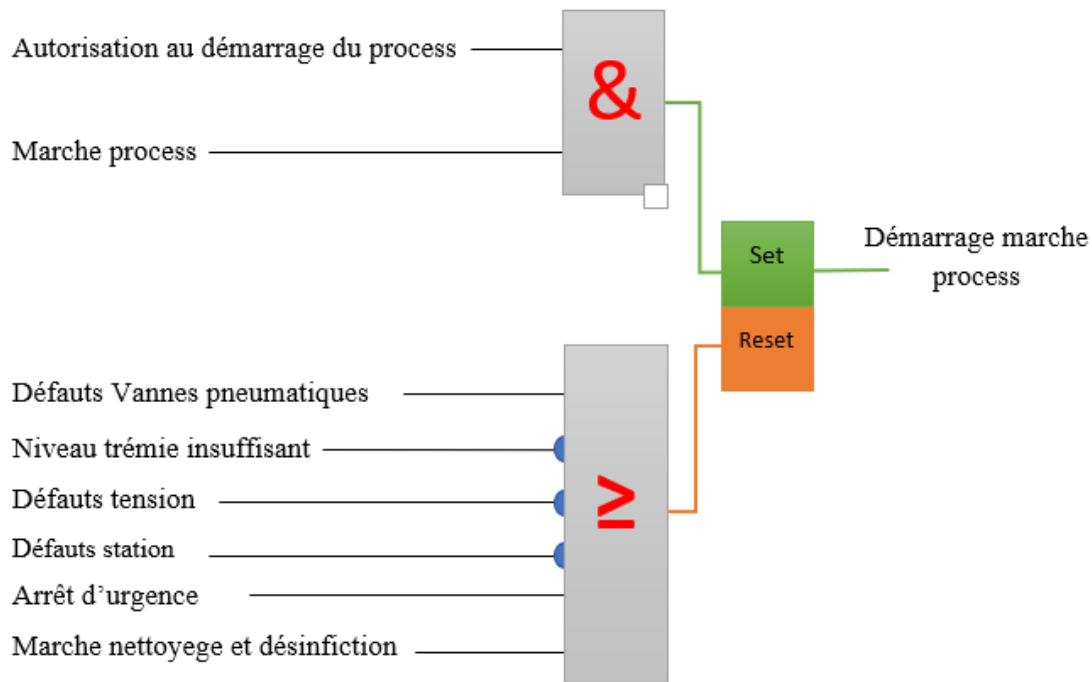 Autorisation au démarrage du process
&
Marche process
Set
Démarrage marche
process
Reset
Défauts Vannes pneumatiques
Niveau trémie insuffisant
Défauts tension
≥
Défauts station
Arrêt d’urgence
Marche nettoyege et désinfiction